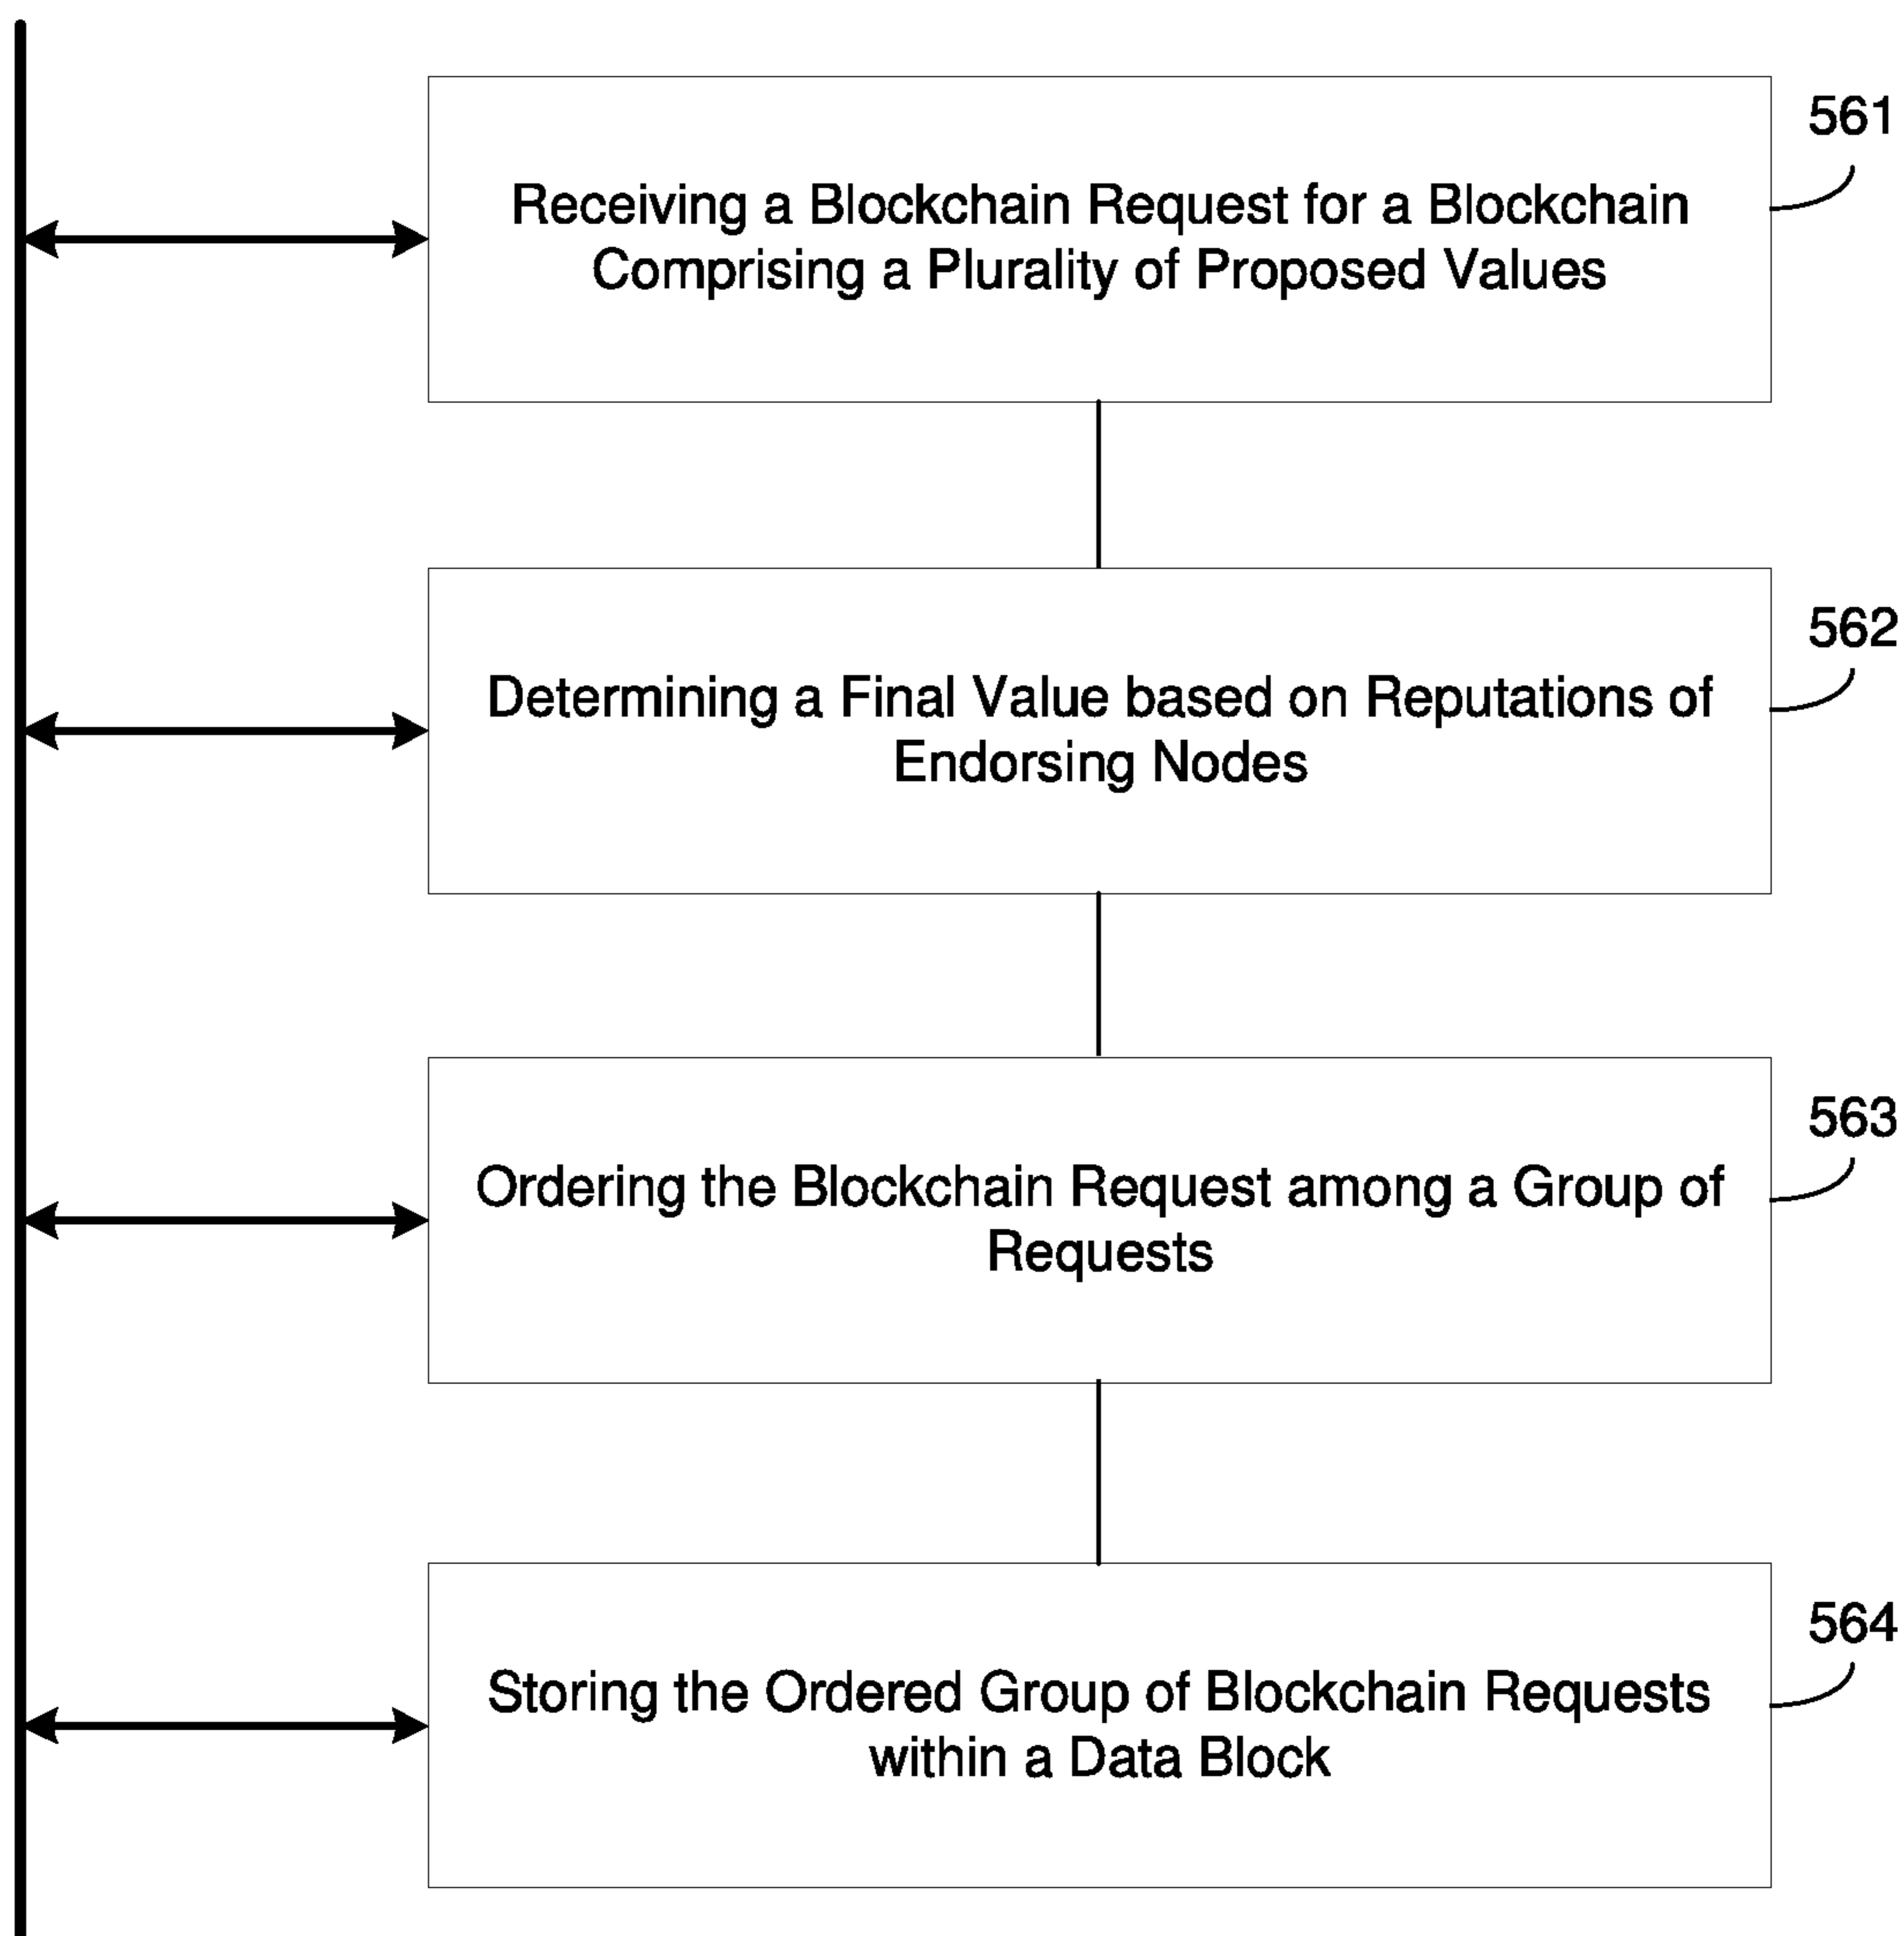 561
Receiving a Blockchain Request for a Blockchain
Comprising a Plurality of Proposed Values
562
Determining a Final Value based on Reputations of
Endorsing Nodes
563
Ordering the Blockchain Request among a Group of
Requests
564
Storing the Ordered Group of Blockchain Requests
within a Data Block